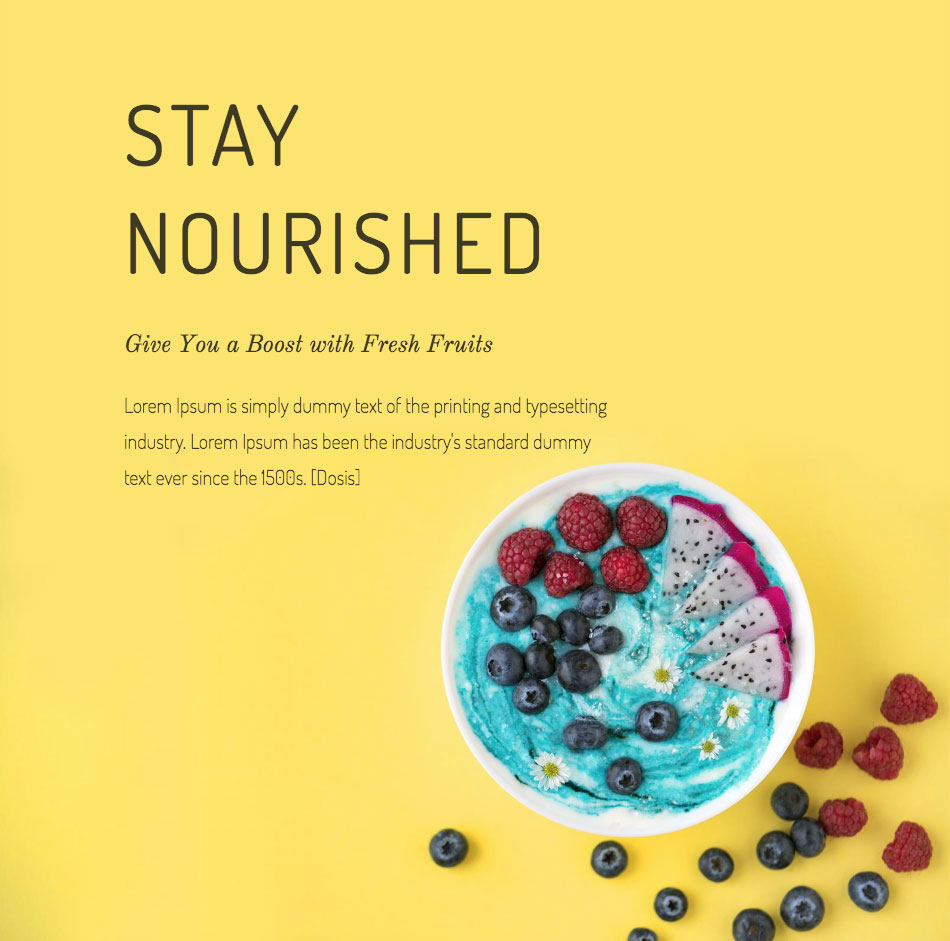 STAY
NOURISHED
Give You a Boost with Fresh Fruits
Lorem Ipsum is simply dummy text of the printing and typesetting
industry. Lorem Ipsum has been the industry's standard dummy
text ever since the 1500s. [Dosis]